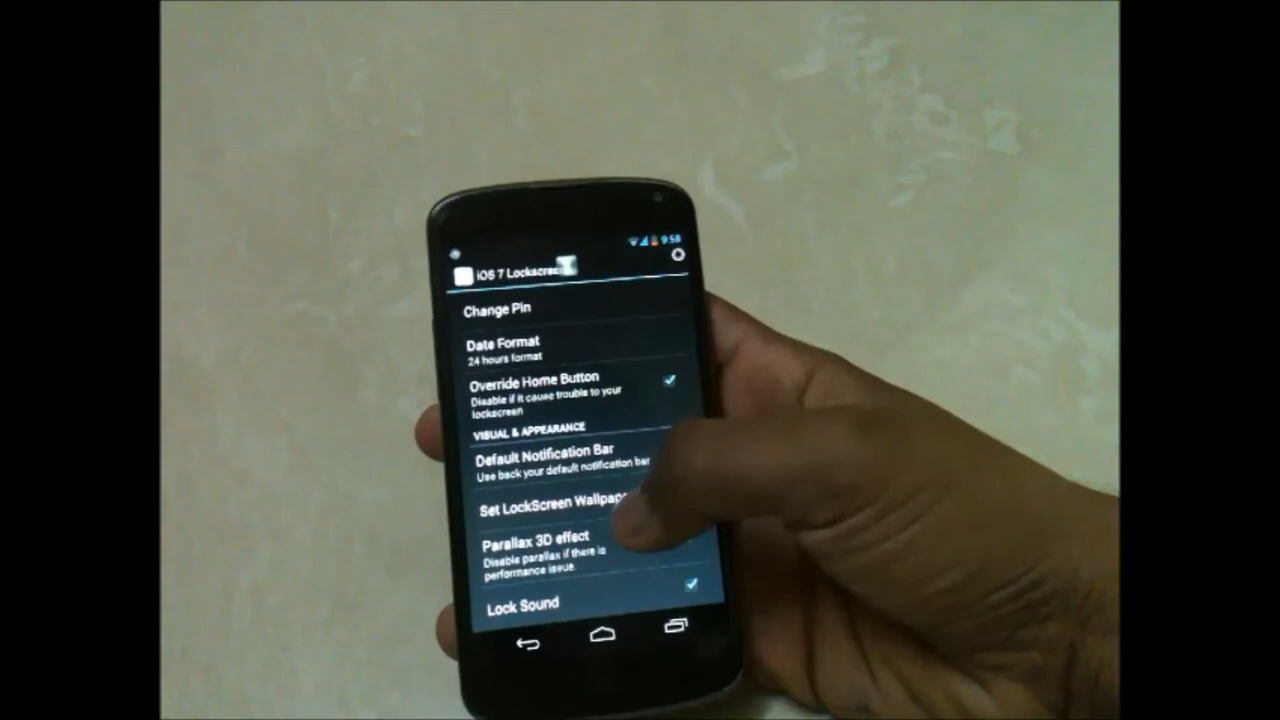 9:58
iOS 7 Lockscreen
Change Pin
Date Format
24 hours format
Override Home Button
Disable if it cause trouble to your
lockscreen
VISUAL & APPEARANCE
Default Notification Bar
Use back your default notification bar
Set LockScreen Wallpaper
Parallax 3D effect
Disable parallax if there is
performance issue.
Lock Sound